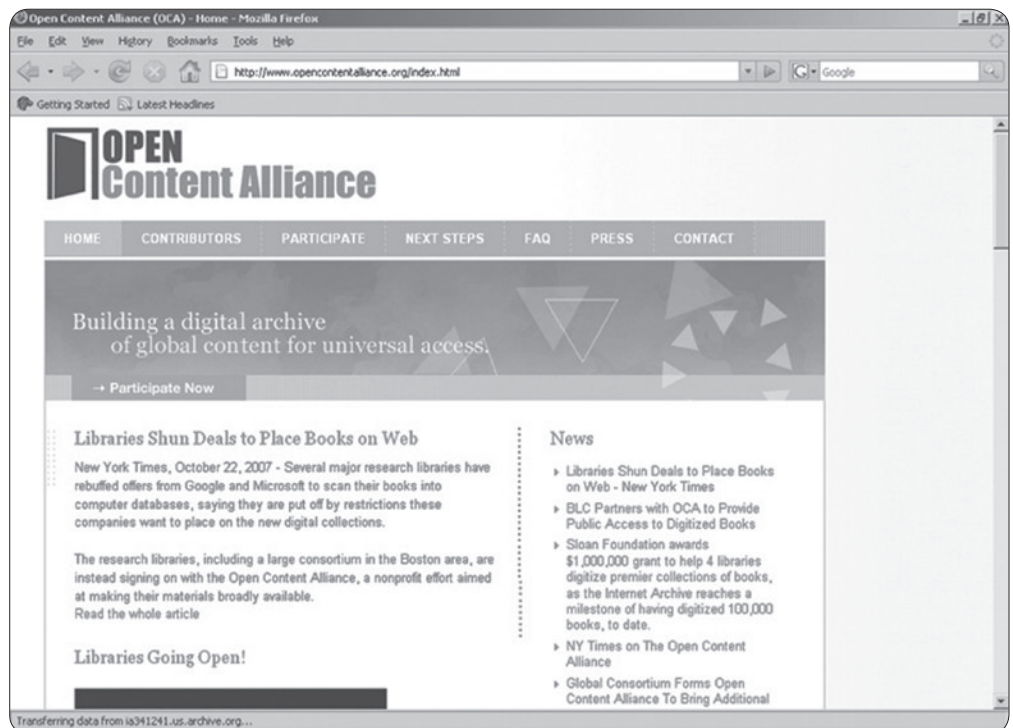 Open Content Alliance (OCA) - Home - Mozilla Firefox
File Edit View History Bookmarks Tools Help
http://www.opencontentalliance.org/index.html
G Google
Getting Started Latest Headlines
OPEN
Content Alliance
HOME CONTRIBUTORS PARTICIPATE NEXT STEPS FAQ PRESS CONTACT
Building a digital archive
of global content for universal access.
→ Participate Now
Libraries Shun Deals to Place Books on Web
New York Times, October 22, 2007 - Several major research libraries have
rebuffed offers from Google and Microsoft to scan their books into
computer databases, saying they are put off by restrictions these
companies want to place on the new digital collections.
The research libraries, including a large consortium in the Boston area, are
instead signing on with the Open Content Alliance, a nonprofit effort aimed
at making their materials broadly available.
Read the whole article
Libraries Going Open!
News
Libraries Shun Deals to Place Books
on Web - New York Times
BLC Partners with OCA to Provide
Public Access to Digitized Books
Sloan Foundation awards
$1,000,000 grant to help 4 libraries
digitize premier collections of books,
as the Internet Archive reaches a
milestone of having digitized 100,000
books, to date.
NY Times on The Open Content
Alliance
Global Consortium Forms Open
Content Alliance To Bring Additional
Transferring data from ia341241.us.archive.org...